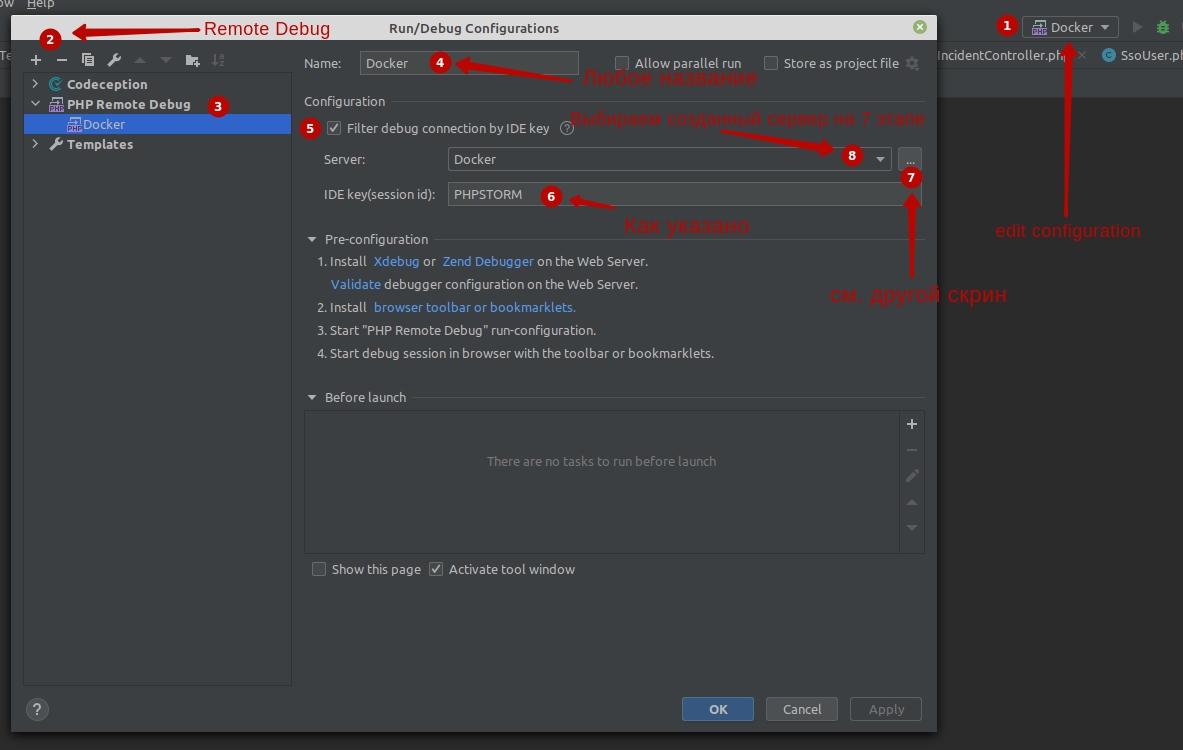 Help
Remote Debug
Run/Debug Configurations
1
Docker
2
Name:
Docker
4
Allow parallel run
Store as project file
IncidentController.php
SsoUser.ph
Любое название
Codeception
PHP Remote Debug
3
Docker
Templates
Configuration
5
Filter debug connection by IDE key
?
Выбираем созданный сервер на 7 этапе
Server:
Docker
8
...
7
IDE key(session id):
PHPSTORM
6
Как указано
edit configuration
Pre-configuration
1. Install Xdebug or Zend Debugger on the Web Server.
Validate debugger configuration on the Web Server.
см. другой скрин
2. Install browser toolbar or bookmarklets.
3. Start "PHP Remote Debug" run-configuration.
4. Start debug session in browser with the toolbar or bookmarklets.
Before launch
There are no tasks to run before launch
Show this page
Activate tool window
?
OK
Cancel
Apply